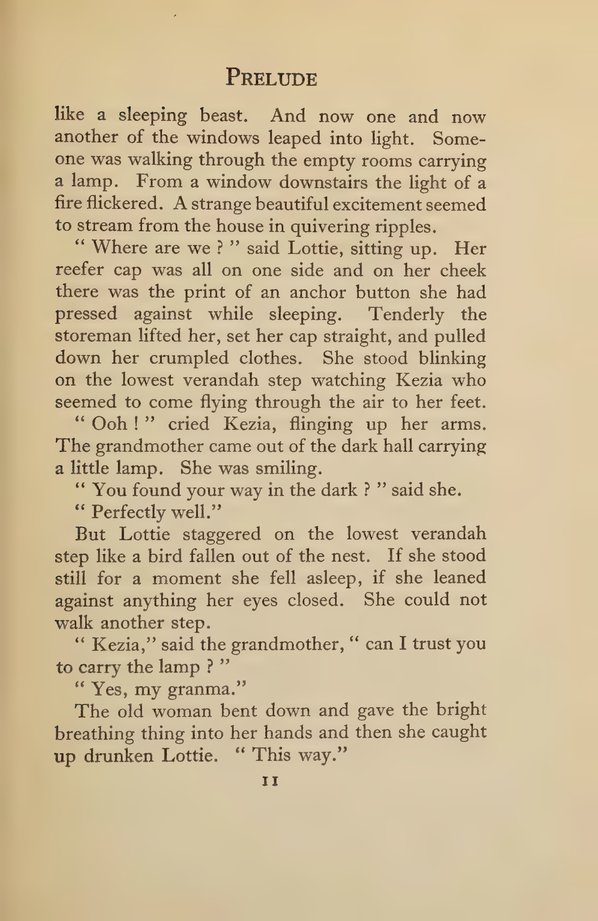 PRELUDE
like a sleeping beast. And now one and now
another of the windows leaped into light. Some-
one was walking through the empty rooms carrying
a lamp. From a window downstairs the light of a
fire flickered. A strange beautiful excitement seemed
to stream from the house in quivering ripples.
“ Where are we ? ” said Lottie, sitting up. Her
reefer cap was all on one side and on her cheek
there was the print of an anchor button she had
pressed against while sleeping. Tenderly the
storeman lifted her, set her cap straight, and pulled
down her crumpled clothes. She stood blinking
on the lowest verandah step watching Kezia who
seemed to come flying through the air to her feet.
“ Ooh ! ” cried Kezia, flinging up her arms.
The grandmother came out of the dark hall carrying
a little lamp. She was smiling.
“ You found your way in the dark ? ” said she.
“ Perfectly well.”
But Lottie staggered on the lowest verandah
step like a bird fallen out of the nest. If she stood
still for a moment she fell asleep, if she leaned
against anything her eyes closed. She could not
walk another step.
“ Kezia,” said the grandmother, “ can I trust you
to carry the lamp ? ”
“ Yes, my granma.”
The old woman bent down and gave the bright
breathing thing into her hands and then she caught
up drunken Lottie. “ This way.”
11